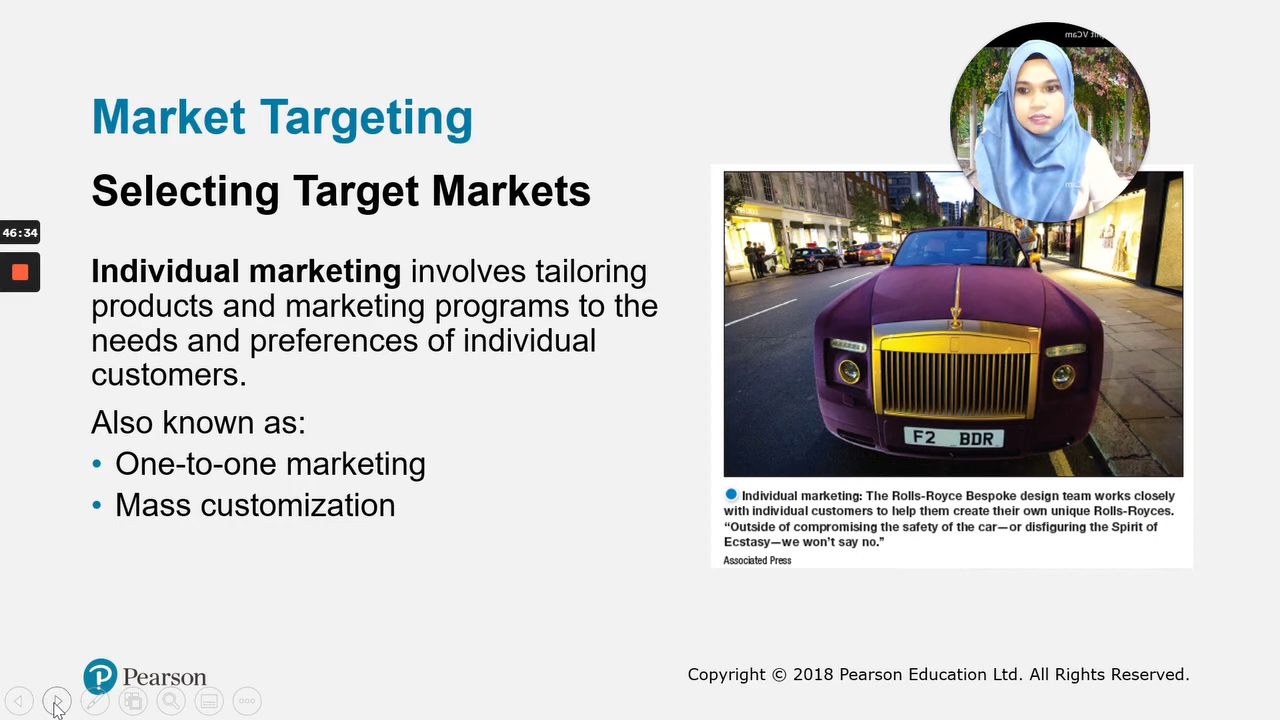 Market Targeting
Selecting Target Markets
46:34
Individual marketing involves tailoring
products and marketing programs to the
needs and preferences of individual
customers.
Also known as:
• One-to-one marketing
• Mass customization
F2 BDR
Individual marketing: The Rolls-Royce Bespoke design team works closely
with individual customers to help them create their own unique Rolls-Royces.
“Outside of compromising the safety of the car—or disfiguring the Spirit of
Ecstasy—we won’t say no.”
Associated Press
Pearson
Copyright © 2018 Pearson Education Ltd. All Rights Reserved.